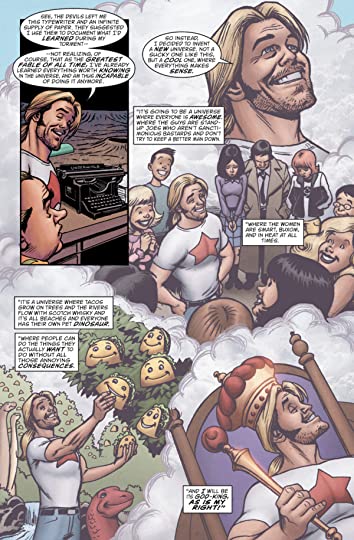 SEE, THE DEVILS LEFT ME
THIS TYPEWRITER AND AN INFINITE
SUPPLY OF PAPER. THEY SUGGESTED
I USE THEM TO DOCUMENT WHAT I'D
LEARNED DURING MY
TORMENT--
--NOT REALIZING, OF
COURSE, THAT AS THE GREATEST
FABLE OF ALL TIME, I'VE ALREADY
LEARNED EVERYTHING WORTH KNOWING
IN THE UNIVERSE, AND AM THUS INCAPABLE
OF DOING IT ANYMORE.
SO INSTEAD
I DECIDED TO INVENT
A NEW UNIVERSE, NOT A
SUCKY ONE LIKE THIS,
BUT A COOL ONE, WHERE
EVERYTHING MAKES
SENSE.
UNDERWOOD
"IT'S GOING TO BE A UNIVERSE
WHERE EVERYONE IS AWESOME.
WHERE THE GUYS ARE STAND-
UP JOES WHO AREN'T SANCTI-
MONIOUS BASTARDS AND DON'T
TRY TO KEEP A BETTER MAN DOWN.
"WHERE THE WOMEN
ARE SMART, BUXOM,
AND IN HEAT AT ALL
TIMES.
"IT'S A UNIVERSE WHERE TACOS
GROW ON TREES AND THE RIVERS
FLOW WITH SCOTCH WHISKY AND
IT'S ALL BEACHES AND EVERYONE
HAS THEIR OWN PET DINOSAUR.
"WHERE PEOPLE CAN
DO THE THINGS THEY
ACTUALLY WANT TO
DO WITHOUT ALL
THOSE ANNOYING
CONSEQUENCES.
"AND I WILL BE
ITS GOD-KING,
AS IS MY
RIGHT!"